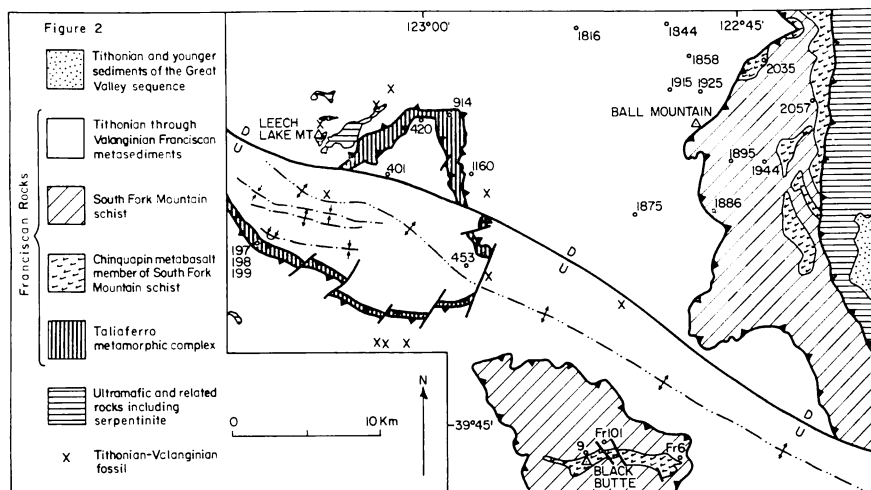 Figure 2
Tithonian and younger
sediments of the Great
Valley sequence
Franciscan Rocks
Tithonian through
Valanginian Franciscan
metasediments
South Fork Mountain
schist
Chinquapin metabasalt
member of South Fork
Mountain schist
Taliaferro
metamorphic complex
Ultramafic and related
rocks including
serpentinite
x Tithonian-Valanginian
fossil
123°00'
122°45'
1816
1844
1858
1915
1925
2035
2057
BALL MOUNTAIN
914
LEECH
LAKE MT.
420
401
1160
1895
1944
1875
1886
D
U
197
198
199
453
D
U
D
U
N
0 10 Km
39°45'
Fr101
9
Fr6
BLACK
BUTTE